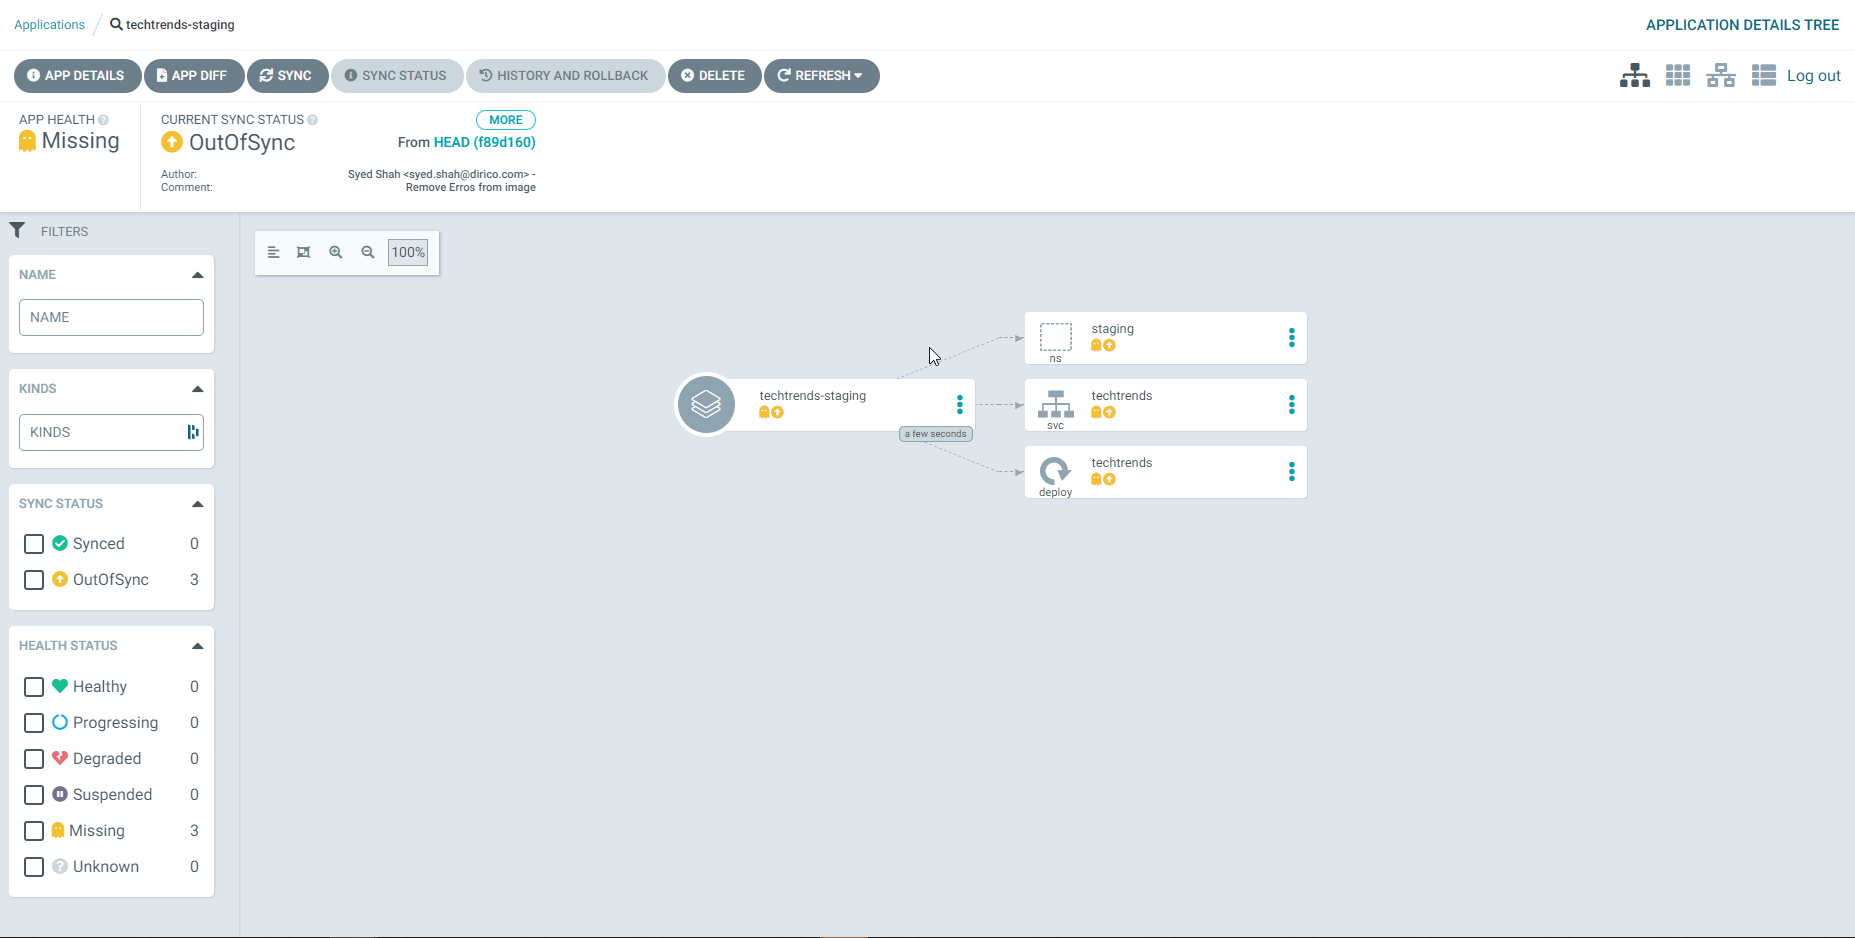 Applications / techtrends-staging
APPLICATION DETAILS TREE
APP DETAILS
APP DIFF
SYNC
SYNC STATUS
HISTORY AND ROLLBACK
DELETE
REFRESH
Log out
APP HEALTH
Missing
CURRENT SYNC STATUS
MORE
OutOfSync
From HEAD (f89d160)
Author:
Syed Shah <syed.shah@dirico.com> -
Comment:
Remove Erros from image
FILTERS
NAME
NAME
KINDS
KINDS
SYNC STATUS
Synced 0
OutOfSync 3
HEALTH STATUS
Healthy 0
Progressing 0
Degraded 0
Suspended 0
Missing 3
Unknown 0
100%
techtrends-staging
a few seconds
staging
ns
techtrends
svc
techtrends
deploy